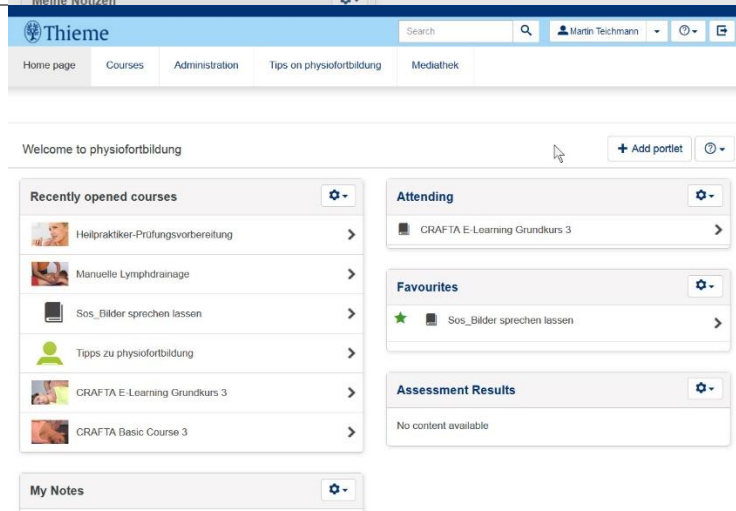 Meine Notizen
Thieme
Search
Martin Teichmann
Home page Courses Administration Tips on physiofortbildung Mediathek
Welcome to physiofortbildung
+ Add portlet
Recently opened courses
Heilpraktiker-Prüfungsvorbereitung
Manuelle Lymphdrainage
Sos_Bilder sprechen lassen
Tipps zu physiofortbildung
CRAFTA E-Learning Grundkurs 3
CRAFTA Basic Course 3
My Notes
Attending
CRAFTA E-Learning Grundkurs 3
Favourites
Sos_Bilder sprechen lassen
Assessment Results
No content available